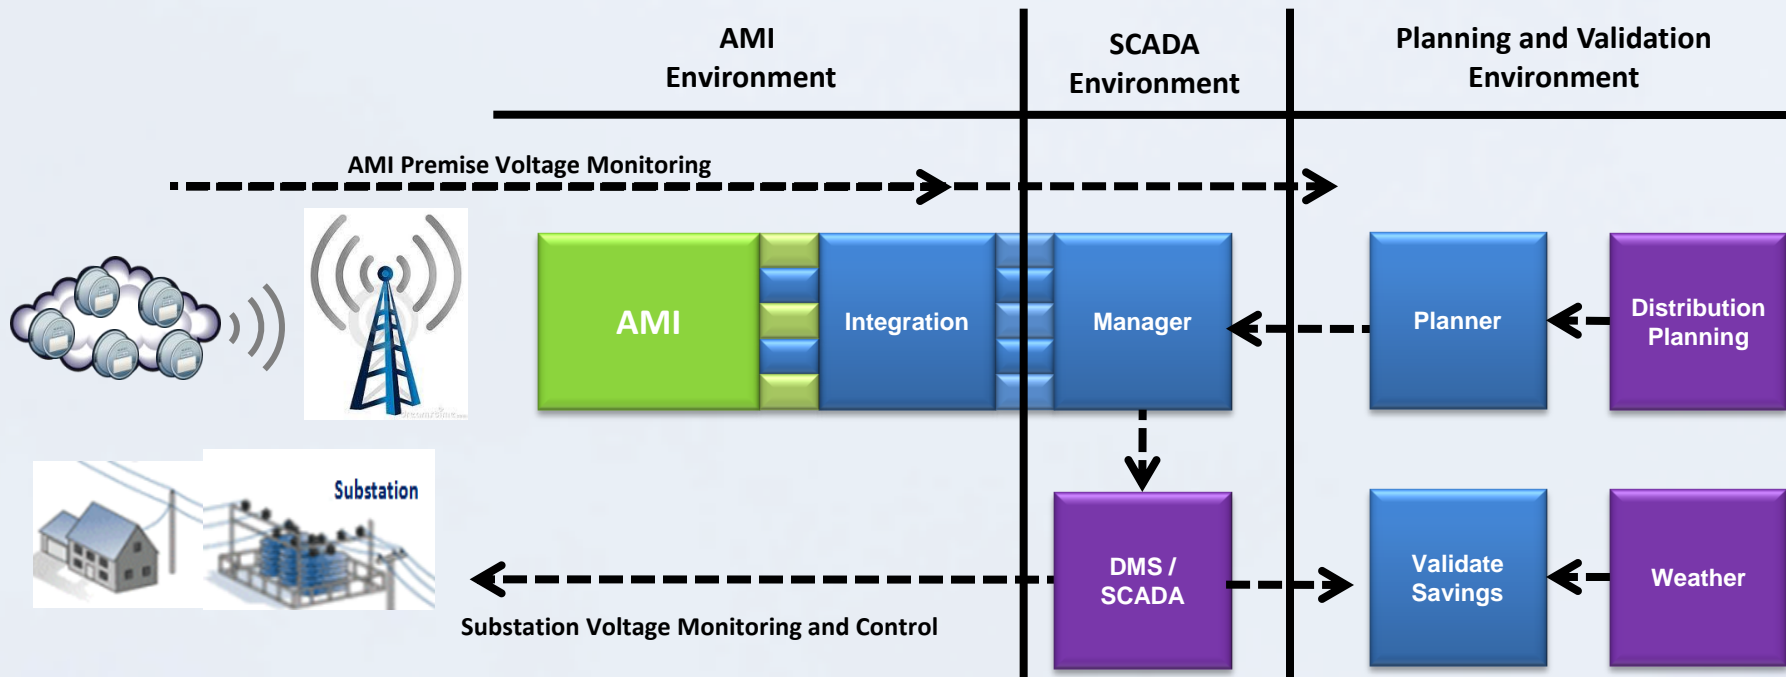 AMI
Environment
SCADA
Environment
Planning and Validation
Environment
AMI Premise Voltage Monitoring
AMI
Integration
Manager
Planner
Distribution
Planning
Substation
DMS /
SCADA
Validate
Savings
Weather
Substation Voltage Monitoring and Control